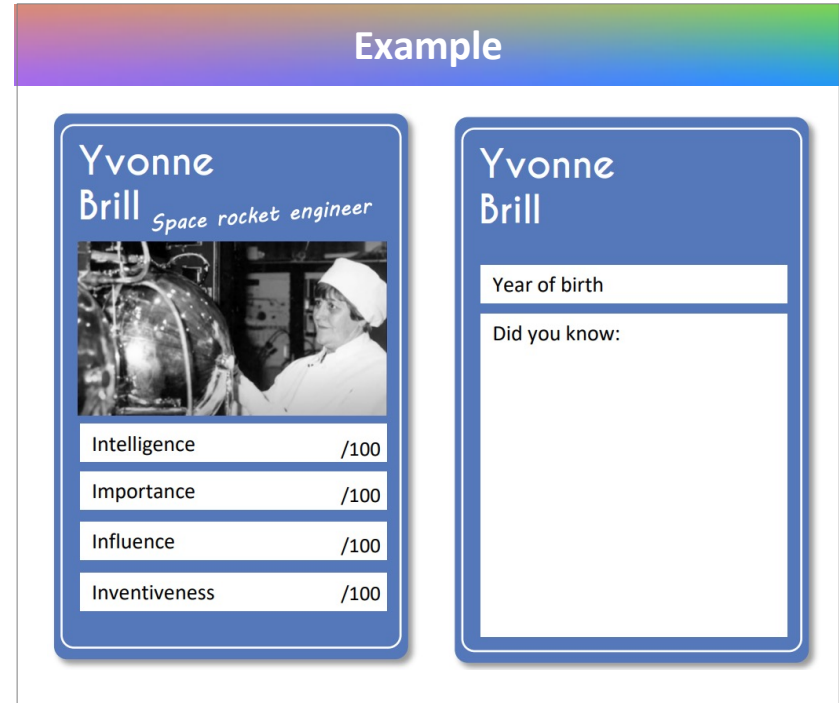 Example
Yvonne
Brill
Space rocket engineer
Intelligence /100
Importance /100
Influence /100
Inventiveness /100
Yvonne
Brill
Year of birth
Did you know: